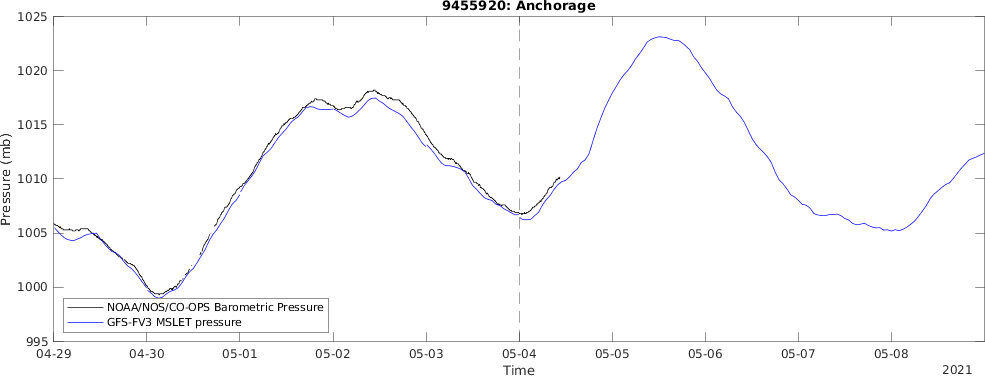 9455920: Anchorage
Pressure (mb)
1025
1020
1015
1010
1005
1000
995
NOAA/NOS/CO-OPS Barometric Pressure
GFS-FV3 MSLET pressure
04-29 04-30 05-01 05-02 05-03 05-04 05-05 05-06 05-07 05-08
Time
2021